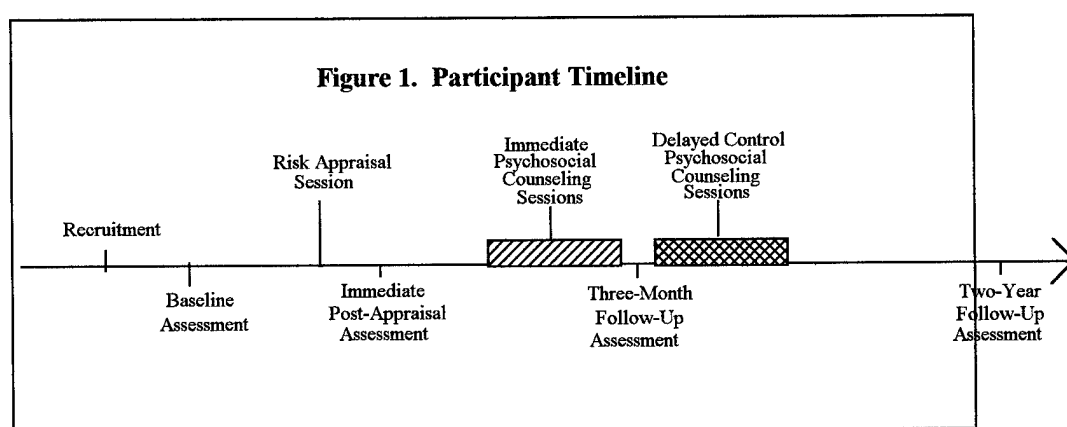 Figure 1. Participant Timeline
Recruitment
Risk Appraisal
Session
Immediate
Psychosocial
Counseling
Sessions
Delayed Control
Psychosocial
Counseling
Sessions
Baseline
Assessment
Immediate
Post-Appraisal
Assessment
Three-Month
Follow-Up
Assessment
Two-Year
Follow-Up
Assessment